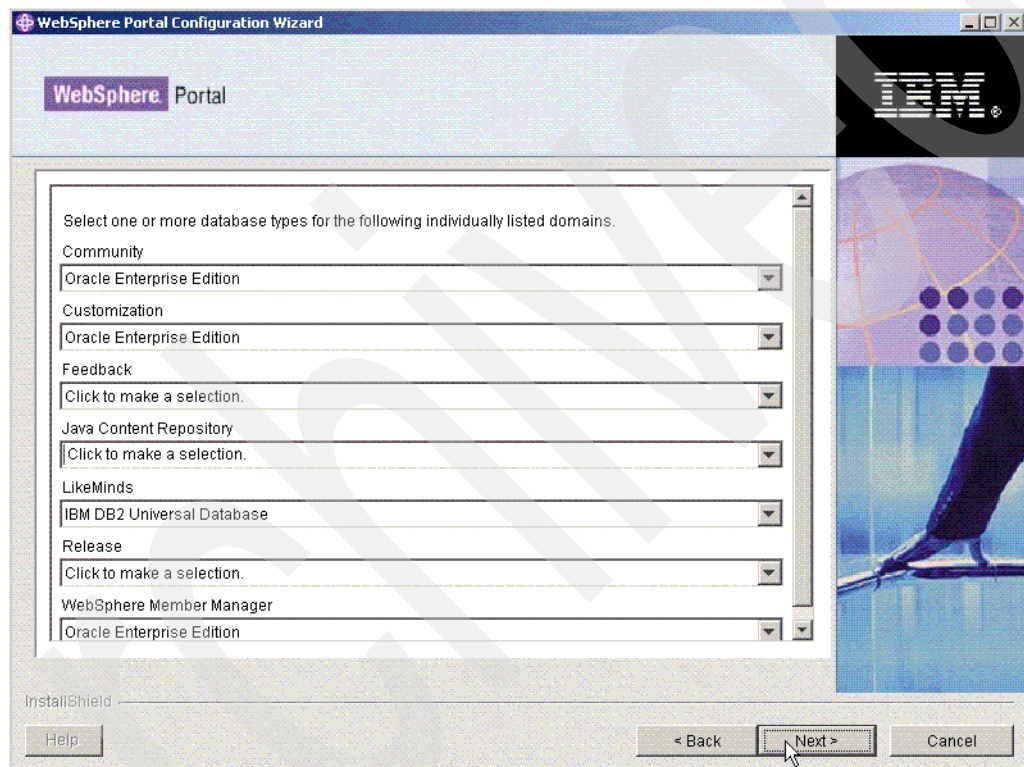 WebSphere Portal Configuration Wizard
WebSphere Portal
IBM®
Select one or more database types for the following individually listed domains.
Community
Oracle Enterprise Edition
Customization
Oracle Enterprise Edition
Feedback
Click to make a selection.
Java Content Repository
Click to make a selection.
LikeMinds
IBM DB2 Universal Database
Release
Click to make a selection.
WebSphere Member Manager
Oracle Enterprise Edition
InstallShield
Help
< Back
Next >
Cancel